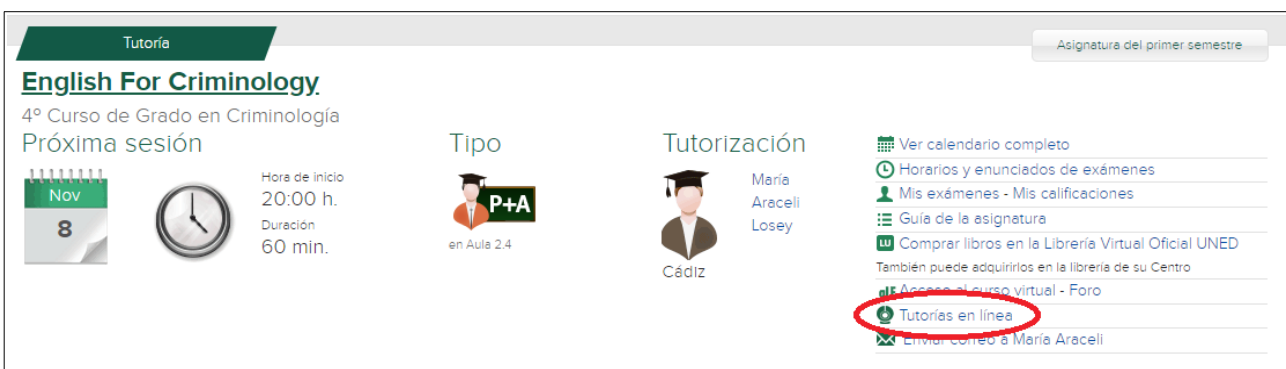 Tutoría
Asignatura del primer semestre
English For Criminology
4º Curso de Grado en Criminología
Próxima sesión
Nov
8
Hora de inicio
20:00 h.
Duración
60 min.
Tipo
P+A
en Aula 2.4
Tutorización
María
Araceli
Losey
Cádiz
Ver calendario completo
Horarios y enunciados de exámenes
Mis exámenes - Mis calificaciones
Guía de la asignatura
Comprar libros en la Librería Virtual Oficial UNED
También puede adquirirlos en la librería de su Centro
aLF Acceso al curso virtual - Foro
Tutorías en línea
Enviar correo a María Araceli